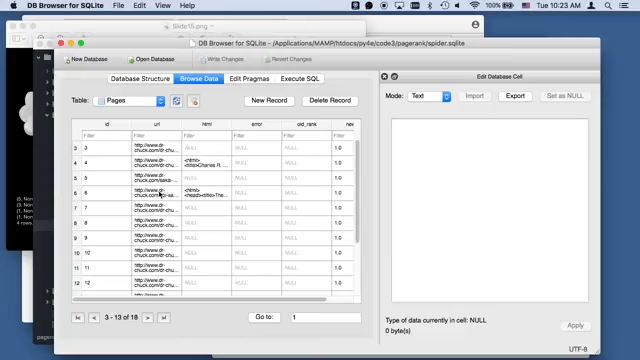 DB Browser for SQLite File Edit View Help 100% Tue 10:23 AM
Slide15.png
DB Browser for SQLite - /Applications/MAMP/htdocs/py4e/code3/pagerank/spider.sqlite
New Database Open Database Write Changes Revert Changes
Database Structure Browse Data Edit Pragmas Execute SQL
Table: Pages New Record Delete Record
id url html error old_rank
Filter Filter Filter Filter Filter
3 3 http://www.dr- NULL NULL NULL 1.0
chuck.com/dr-chu...
4 4 http://www.dr- <html> NULL NULL 1.0
chuck.com/dr-chu... <title>Charles R. ...
5 5 http://www.dr- NULL NULL NULL 1.0
6 6 http://www.dr- <html> NULL NULL 1.0
<head><title>The...
7 7 http://www.dr- NULL NULL NULL 1.0
chuck.com/dr-chu...
8 8 http://www.dr- NULL NULL NULL 1.0
chuck.com/dr-chu...
9 9 http://www.dr- NULL NULL NULL 1.0
chuck.com/dr-chu...
10 10 http://www.dr- NULL NULL NULL 1.0
chuck.com/dr-chu...
11 11 http://www.dr- NULL NULL NULL 1.0
chuck.com/dr-chu...
12 12 http://www.dr- NULL NULL NULL 1.0
chuck.com/dr-chu...
3 - 13 of 18 Go to: 1
Edit Database Cell
Mode: Text Import Export Set as NULL
Type of data currently in cell: NULL
0 byte(s)
Apply
UTF-8
4 rows.